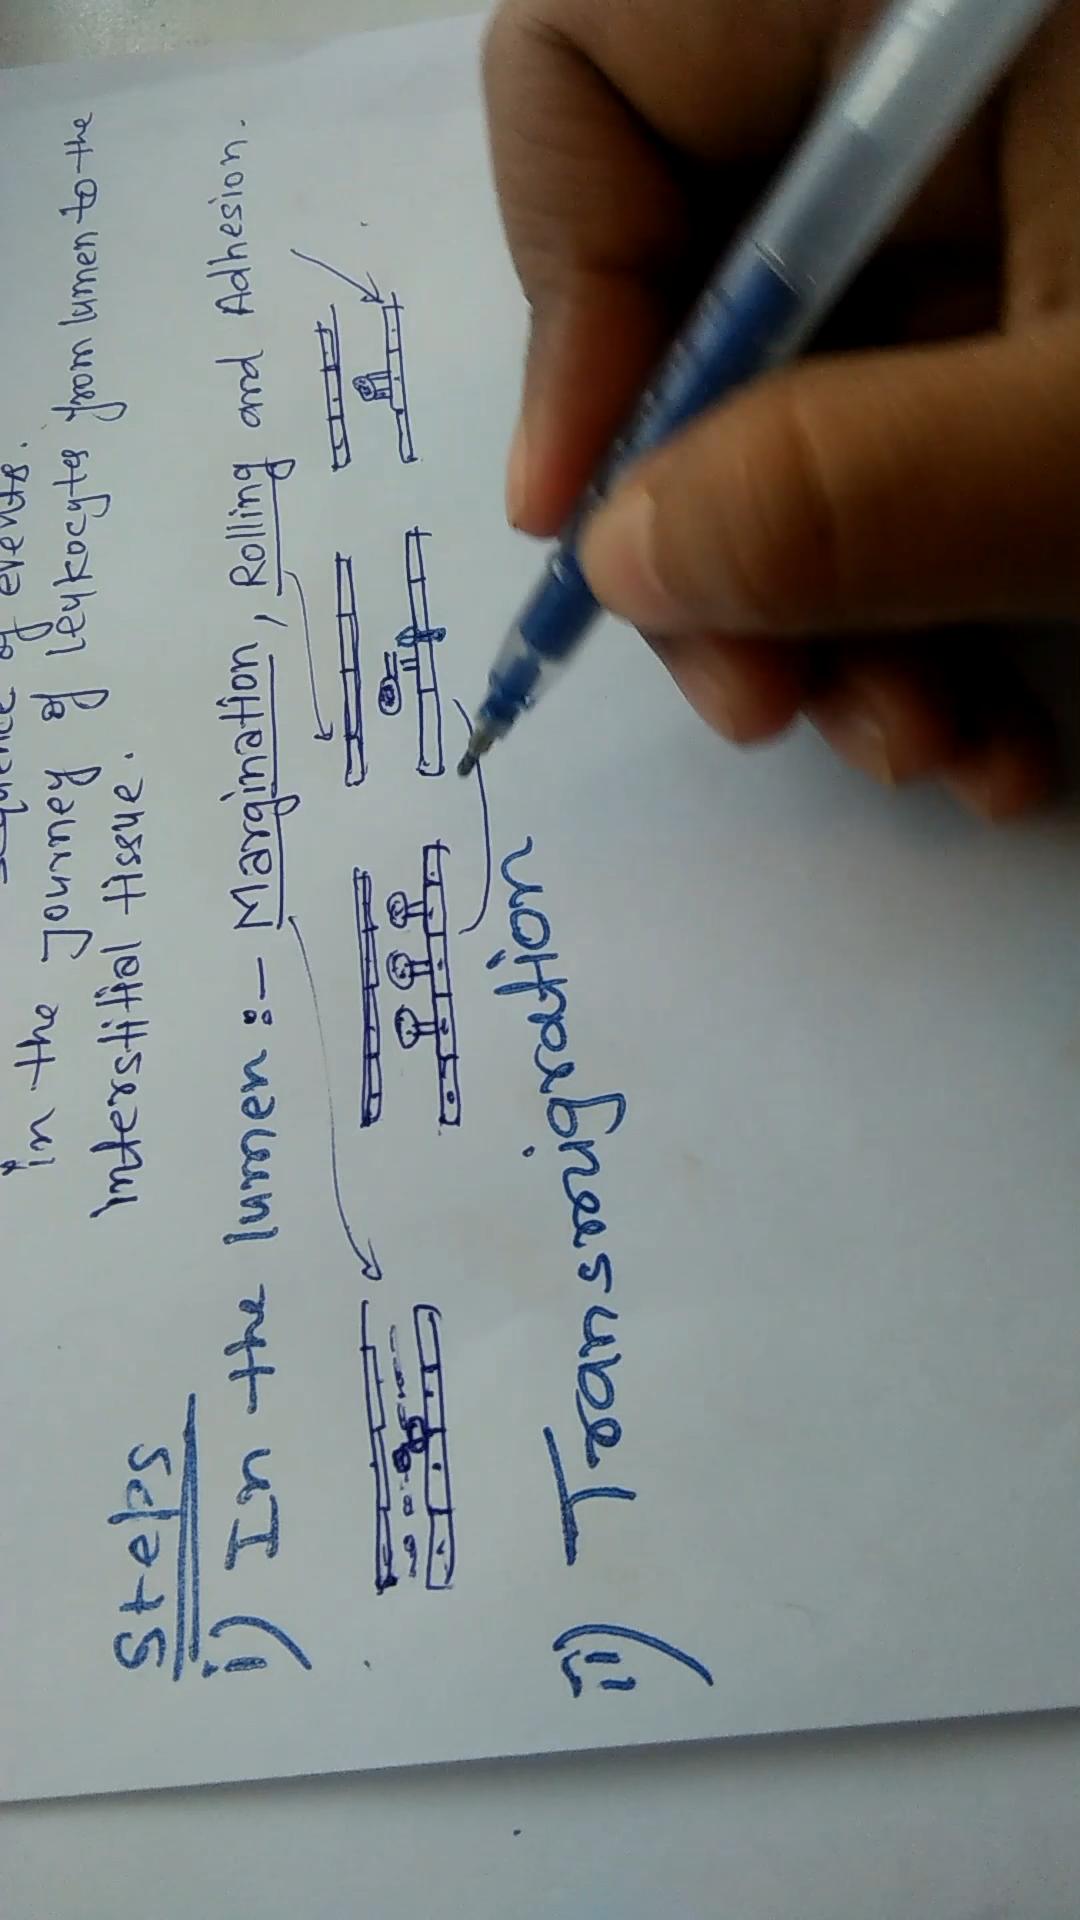 sequence of events.
in the Journey of leukocytes from lumen to the
interstitial tissue.
Steps
i) In the lumen :- Margination, Rolling and Adhesion.
ii) Transmigration